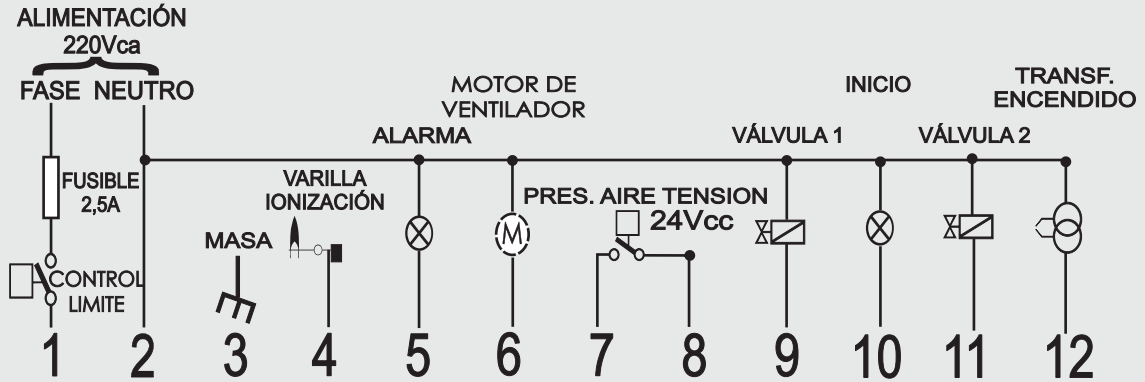 ALIMENTACIÓN
220Vca
FASE NEUTRO
FUSIBLE
2,5A
CONTROL
LIMITE
MASA
VARILLA
IONIZACIÓN
ALARMA
MOTOR DE
VENTILADOR
M
PRES. AIRE TENSION
24Vcc
VÁLVULA 1
INICIO
VÁLVULA 2
TRANSF.
ENCENDIDO
1 2 3 4 5 6 7 8 9 10 11 12